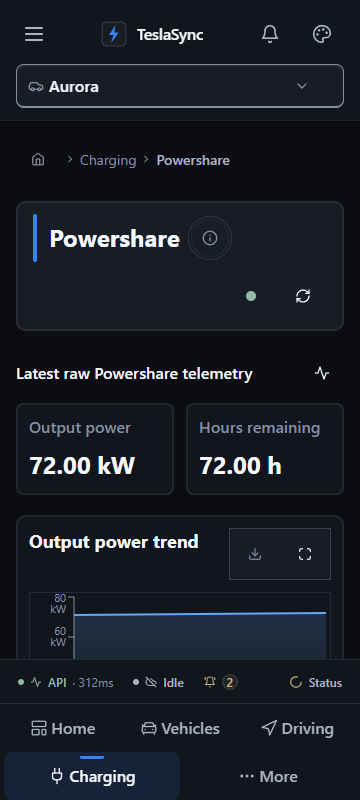 TeslaSync
Aurora
Charging
Powershare
Powershare
Latest raw Powershare telemetry
Output power
72.00 kW
Hours remaining
72.00 h
Output power trend
80
kW
60
kW
API · 312ms
Idle
2
Status
Home
Vehicles
Driving
Charging
More